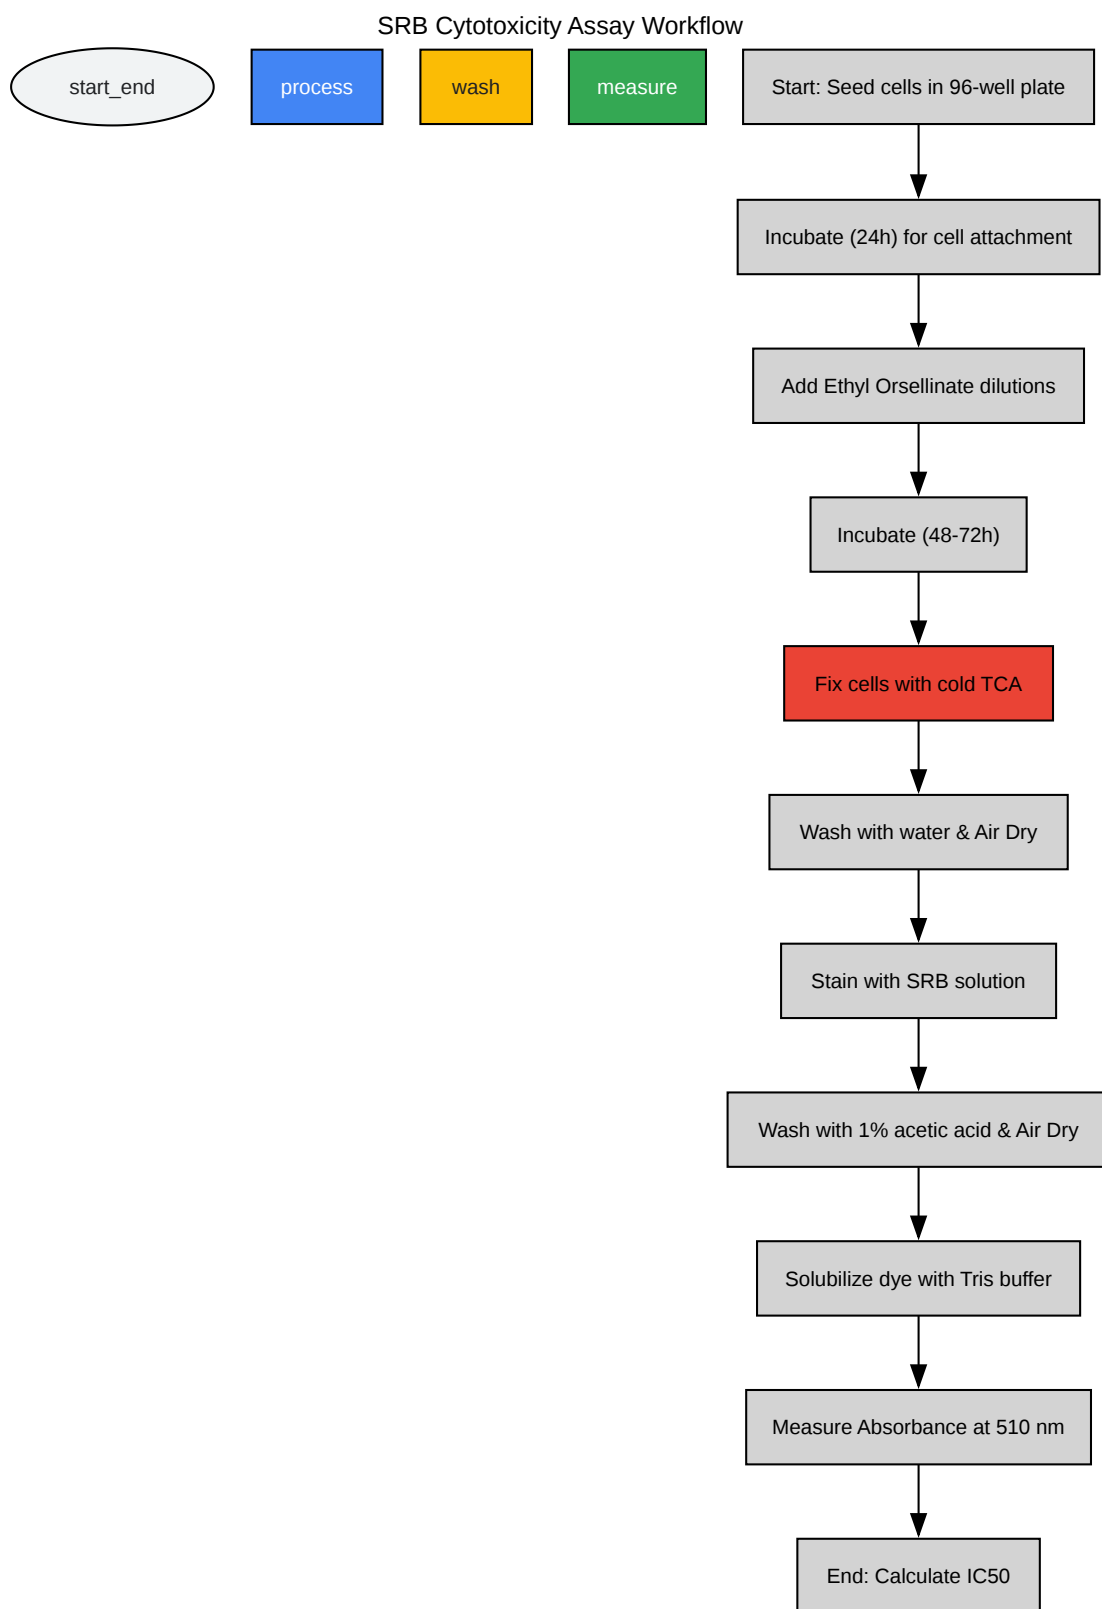 SRB Cytotoxicity Assay Workflow
start_end
process
wash
measure
Start: Seed cells in 96-well plate
Incubate (24h) for cell attachment
Add Ethyl Orsellinate dilutions
Incubate (48-72h)
Fix cells with cold TCA
Wash with water & Air Dry
Stain with SRB solution
Wash with 1% acetic acid & Air Dry
Solubilize dye with Tris buffer
Measure Absorbance at 510 nm
End: Calculate IC50